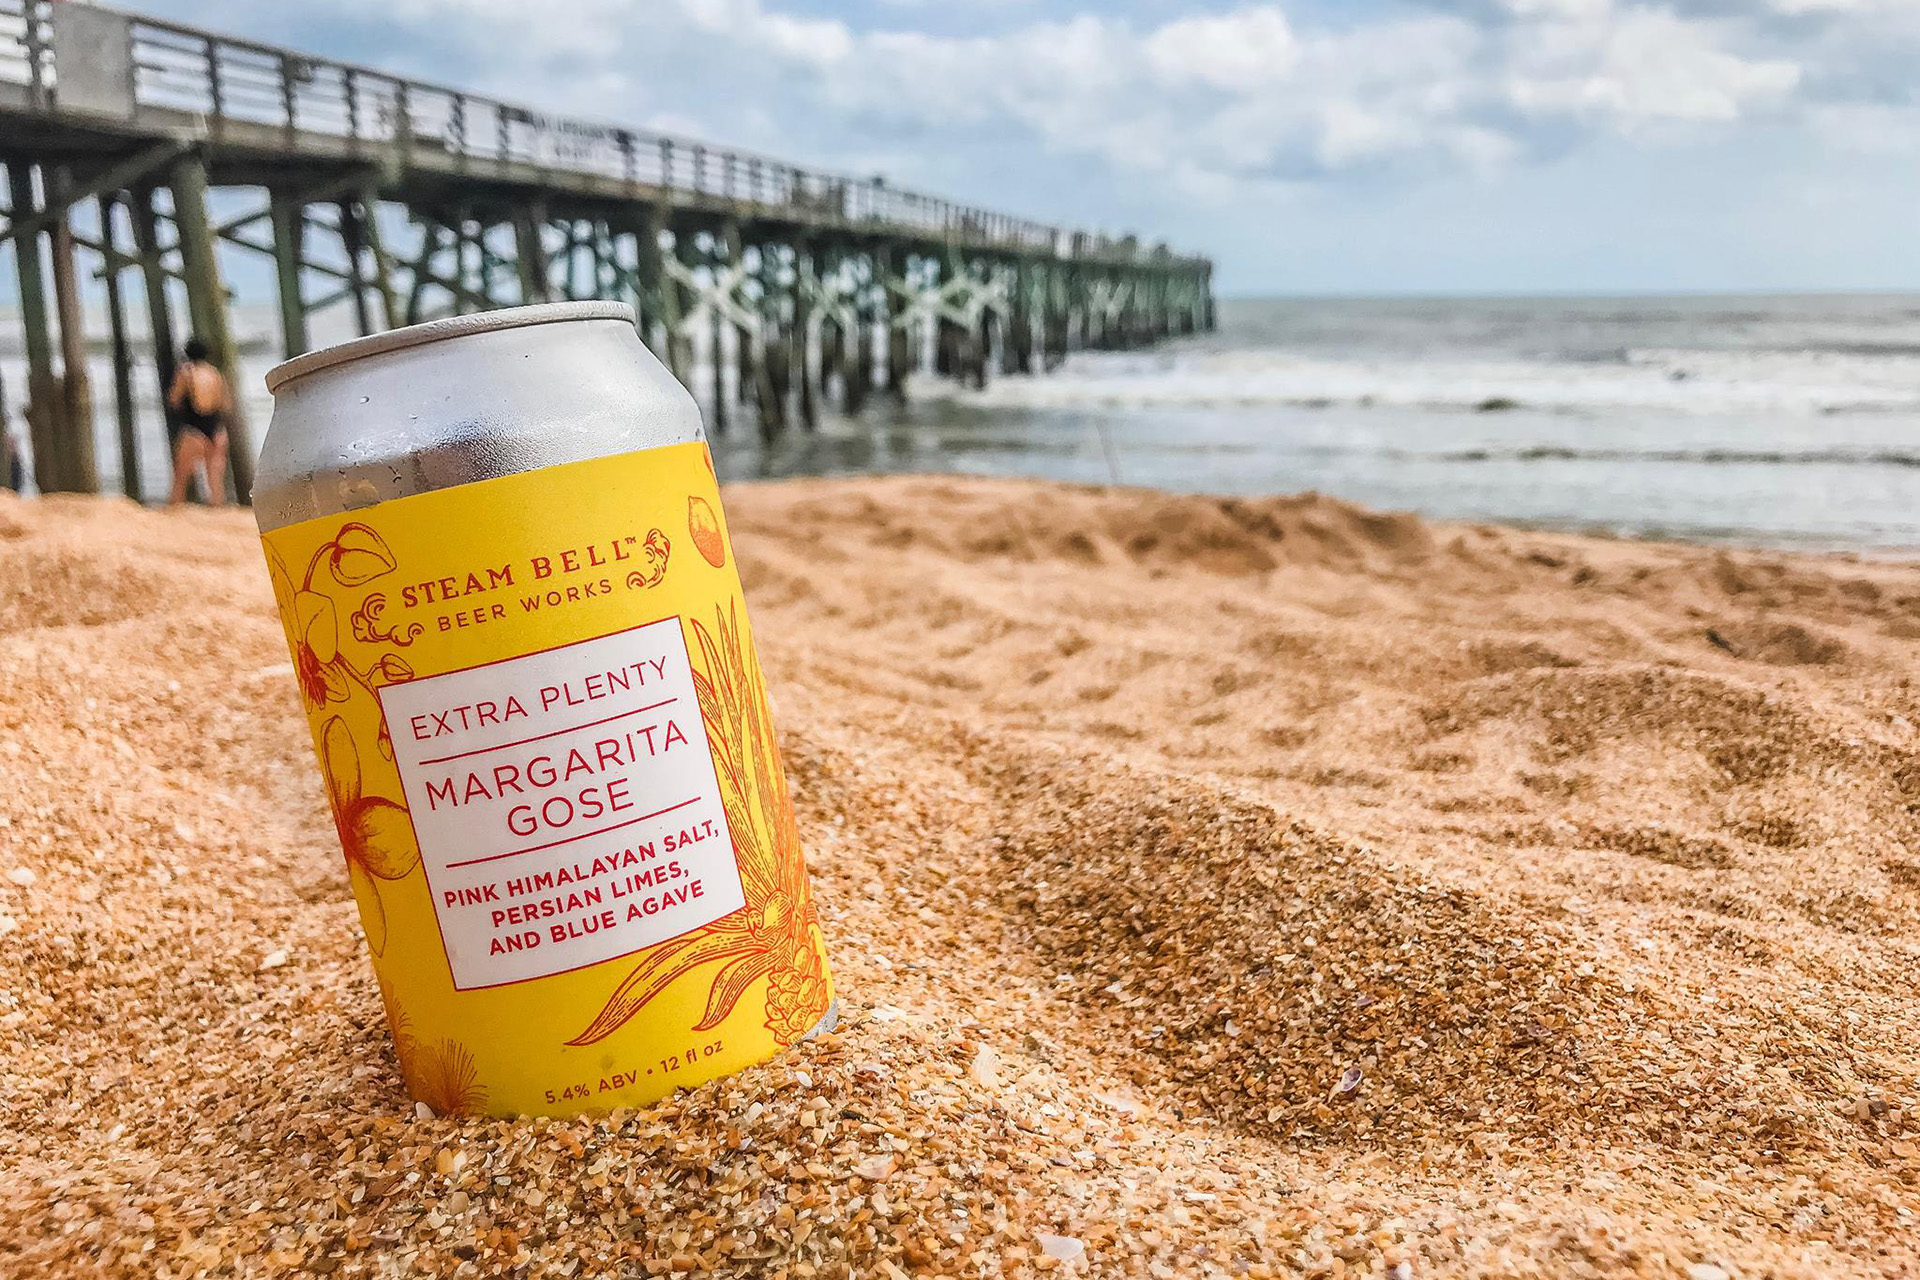 STEAM BELL™
BEER WORKS
EXTRA PLENTY
MARGARITA
GOSE
PINK HIMALAYAN SALT,
PERSIAN LIMES,
AND BLUE AGAVE
5.4% ABV • 12 fl oz